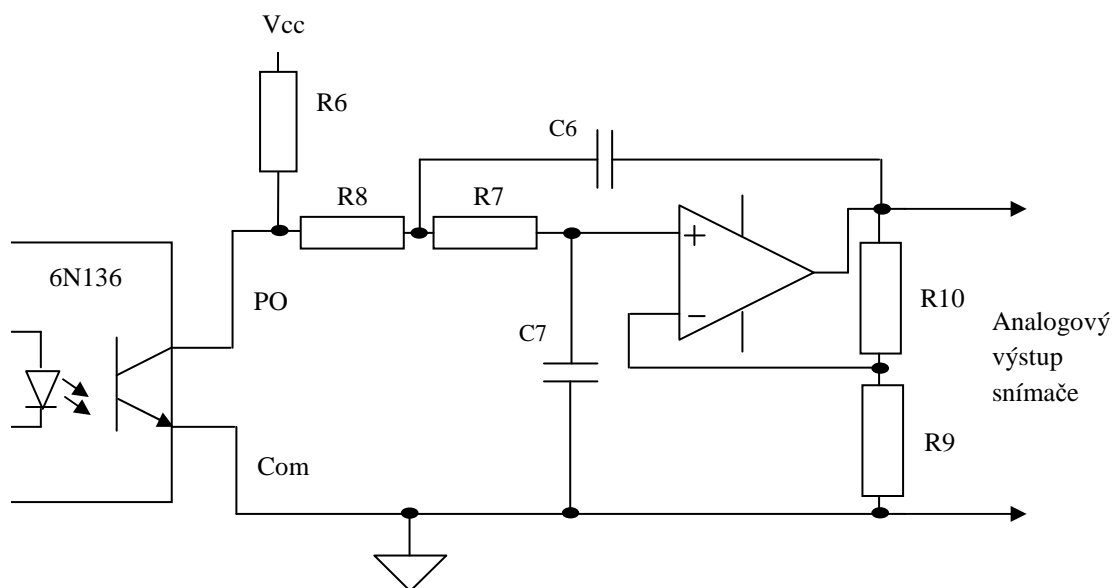 Vcc
R6
C6
R8
R7
6N136
PO
+
−
R10
C7
Analogový
výstup
snímače
R9
Com